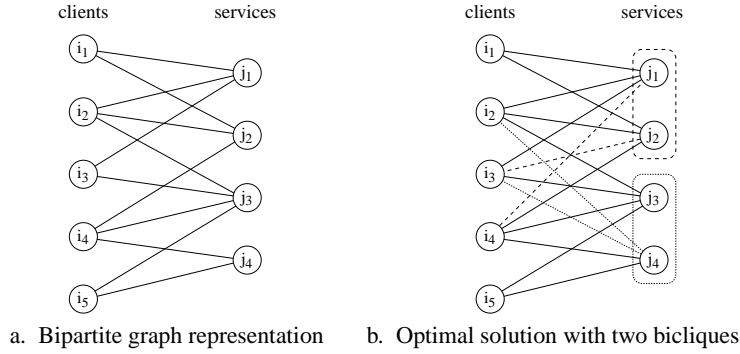 clients services clients services
i1 i1
j1 j1
i2 i2
j2 j2
i3 i3
j3 j3
i4 i4
j4 j4
i5 i5
a. Bipartite graph representation b. Optimal solution with two bicliques